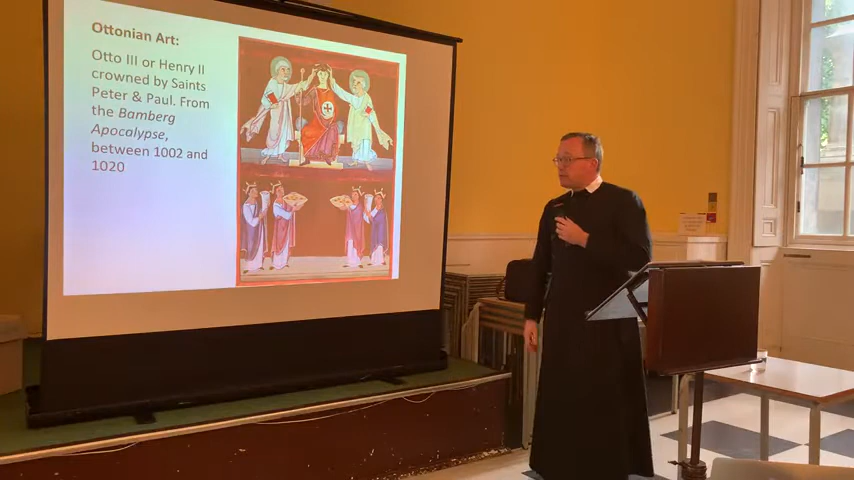 Ottonian Art:
Otto III or Henry II
crowned by Saints
Peter & Paul. From
the Bamberg
Apocalypse,
between 1002 and
1020